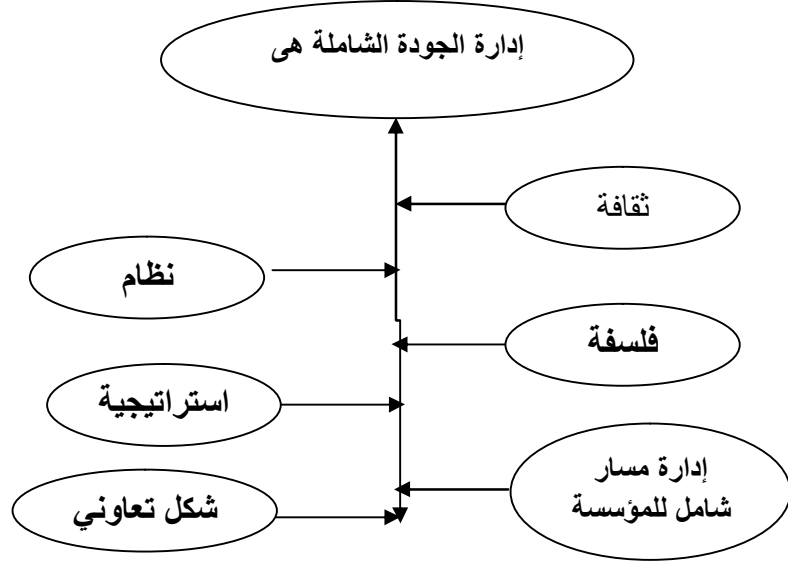 إدارة الجودة الشاملة هى
ثقافة
نظام
فلسفة
استراتيجية
إدارة مسار
شامل للمؤسسة
شكل تعاوني